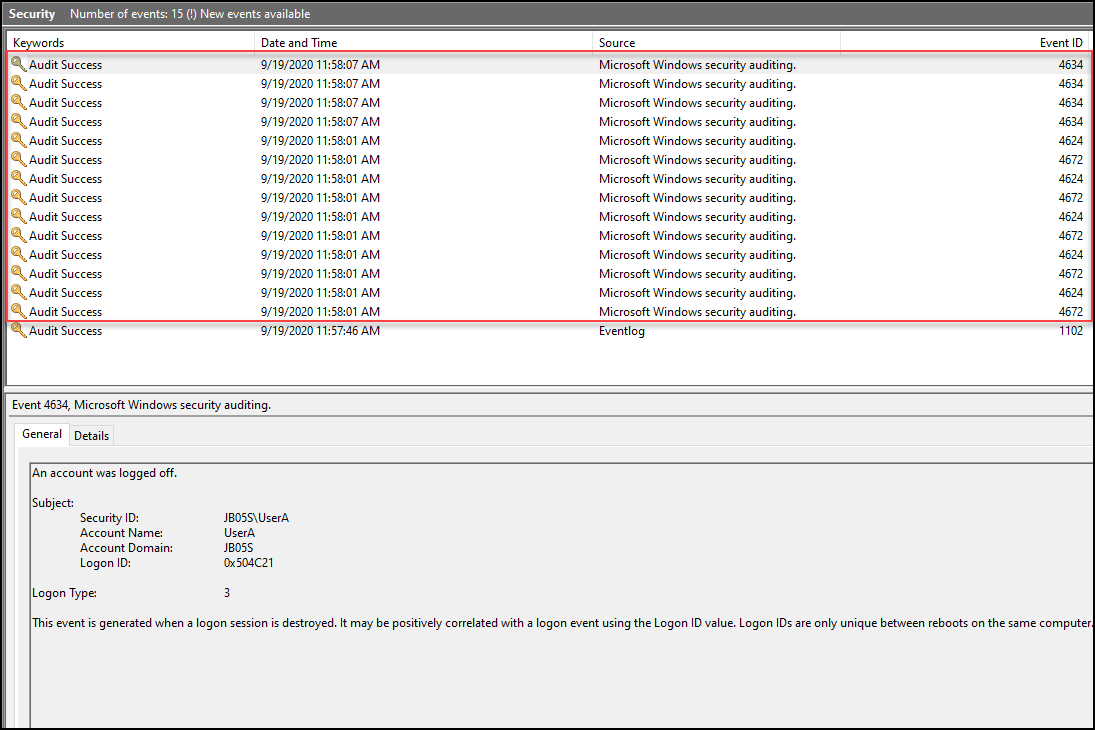 Security Number of events: 15 (!) New events available
Keywords Date and Time Source Event ID
Audit Success 9/19/2020 11:58:07 AM Microsoft Windows security auditing. 4634
Audit Success 9/19/2020 11:58:07 AM Microsoft Windows security auditing. 4634
Audit Success 9/19/2020 11:58:07 AM Microsoft Windows security auditing. 4634
Audit Success 9/19/2020 11:58:07 AM Microsoft Windows security auditing. 4634
Audit Success 9/19/2020 11:58:01 AM Microsoft Windows security auditing. 4624
Audit Success 9/19/2020 11:58:01 AM Microsoft Windows security auditing. 4672
Audit Success 9/19/2020 11:58:01 AM Microsoft Windows security auditing. 4624
Audit Success 9/19/2020 11:58:01 AM Microsoft Windows security auditing. 4672
Audit Success 9/19/2020 11:58:01 AM Microsoft Windows security auditing. 4624
Audit Success 9/19/2020 11:58:01 AM Microsoft Windows security auditing. 4672
Audit Success 9/19/2020 11:58:01 AM Microsoft Windows security auditing. 4624
Audit Success 9/19/2020 11:58:01 AM Microsoft Windows security auditing. 4672
Audit Success 9/19/2020 11:58:01 AM Microsoft Windows security auditing. 4624
Audit Success 9/19/2020 11:58:01 AM Microsoft Windows security auditing. 4672
Audit Success 9/19/2020 11:57:46 AM Eventlog 1102
Event 4634, Microsoft Windows security auditing.
General Details
An account was logged off.
Subject:
Security ID: JB05S\UserA
Account Name: UserA
Account Domain: JB05S
Logon ID: 0x504C21
Logon Type: 3
This event is generated when a logon session is destroyed. It may be positively correlated with a logon event using the Logon ID value. Logon IDs are only unique between reboots on the same computer.